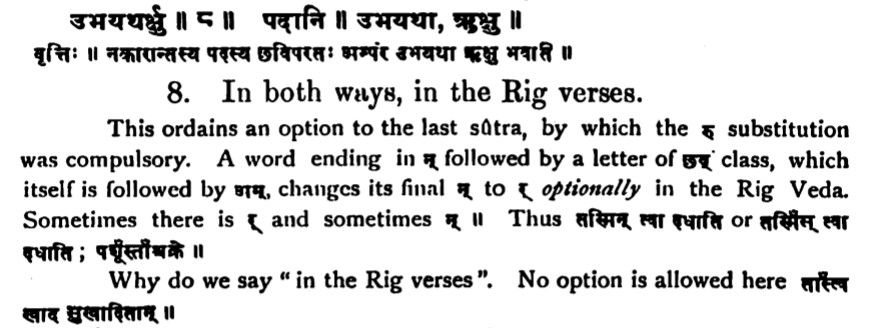 उभयथर्क्षु ॥ ८ ॥ पदानि ॥ उभयथा, ऋक्षु ॥
वृत्तिः ॥ नकारान्तस्य पदस्य छविपरतः अम्परे उभयथा ऋक्षु भवति ॥
8. In both ways, in the Rig verses.
This ordains an option to the last sûtra, by which the रु substitution
was compulsory. A word ending in न् followed by a letter of छव् class, which
itself is followed by अम्, changes its final न् to र् optionally in the Rig Veda.
Sometimes there is र् and sometimes न् ॥ Thus तस्मिन् त्वा दधाति or तस्मिँस् त्वा
दधाति ; पशूँस्ताँश्चक्रे ॥
Why do we say “in the Rig verses”. No option is allowed here ताँस्त्वं
खाद सुखादितान् ॥